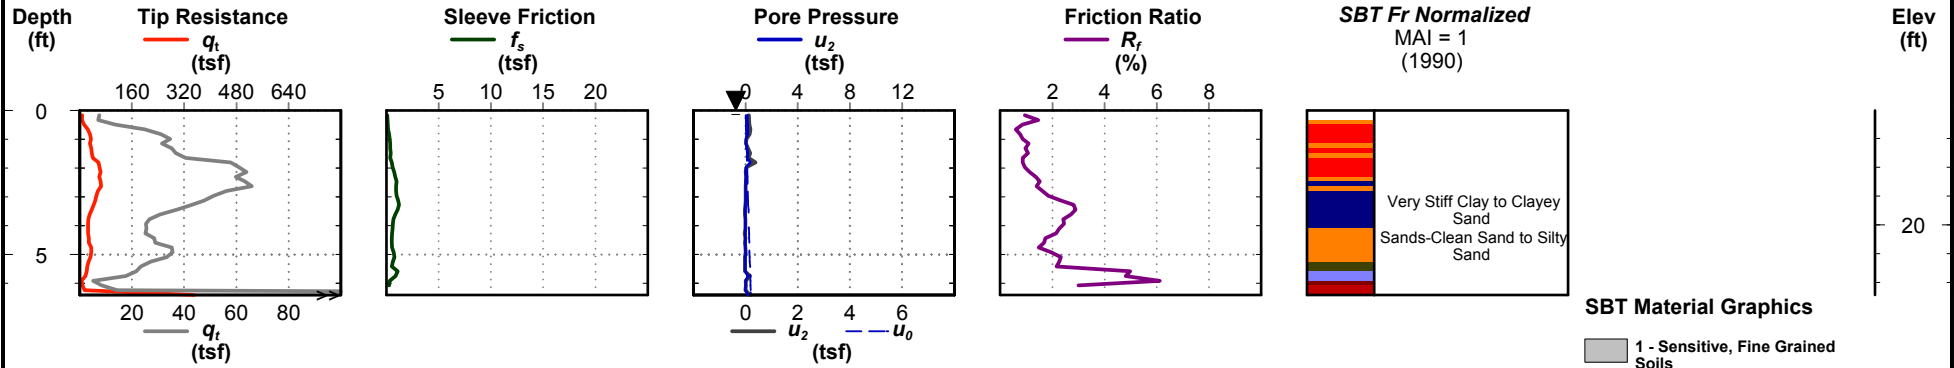 Depth
(ft)
Tip Resistance
qt
(tsf)
160 320 480 640
Sleeve Friction
fs
(tsf)
5 10 15 20
Pore Pressure
u2
(tsf)
0 4 8 12
Friction Ratio
Rf
(%)
2 4 6 8
SBT Fr Normalized
MAI = 1
(1990)
Elev
(ft)
0
5
Very Stiff Clay to Clayey
Sand
Sands-Clean Sand to Silty
Sand
20
20 40 60 80
qt
(tsf)
0 2 4 6
u2 u0
(tsf)
SBT Material Graphics
1 - Sensitive, Fine Grained
Soils